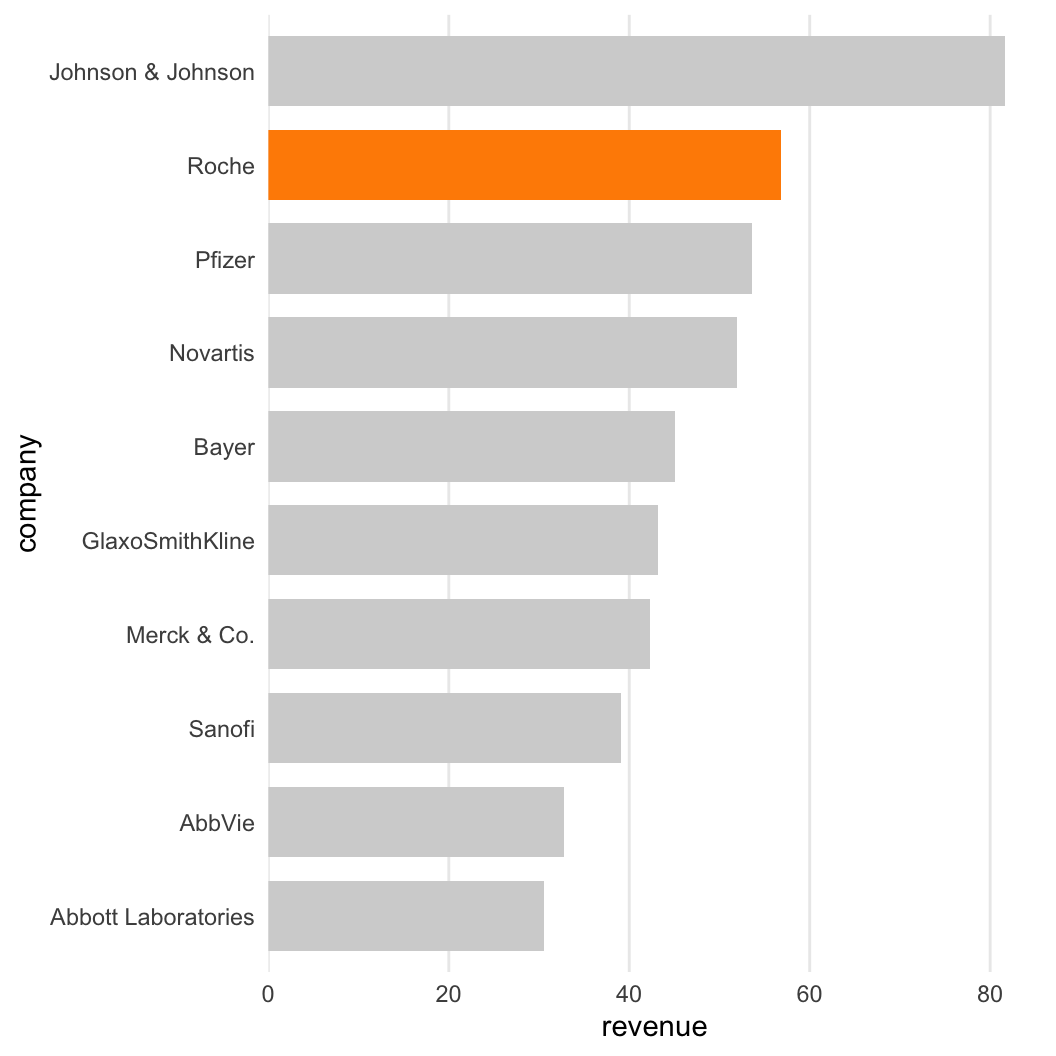 Johnson & Johnson
Roche
Pfizer
Novartis
Bayer
GlaxoSmithKline
Merck & Co.
Sanofi
AbbVie
Abbott Laboratories
company
0 20 40 60 80
revenue